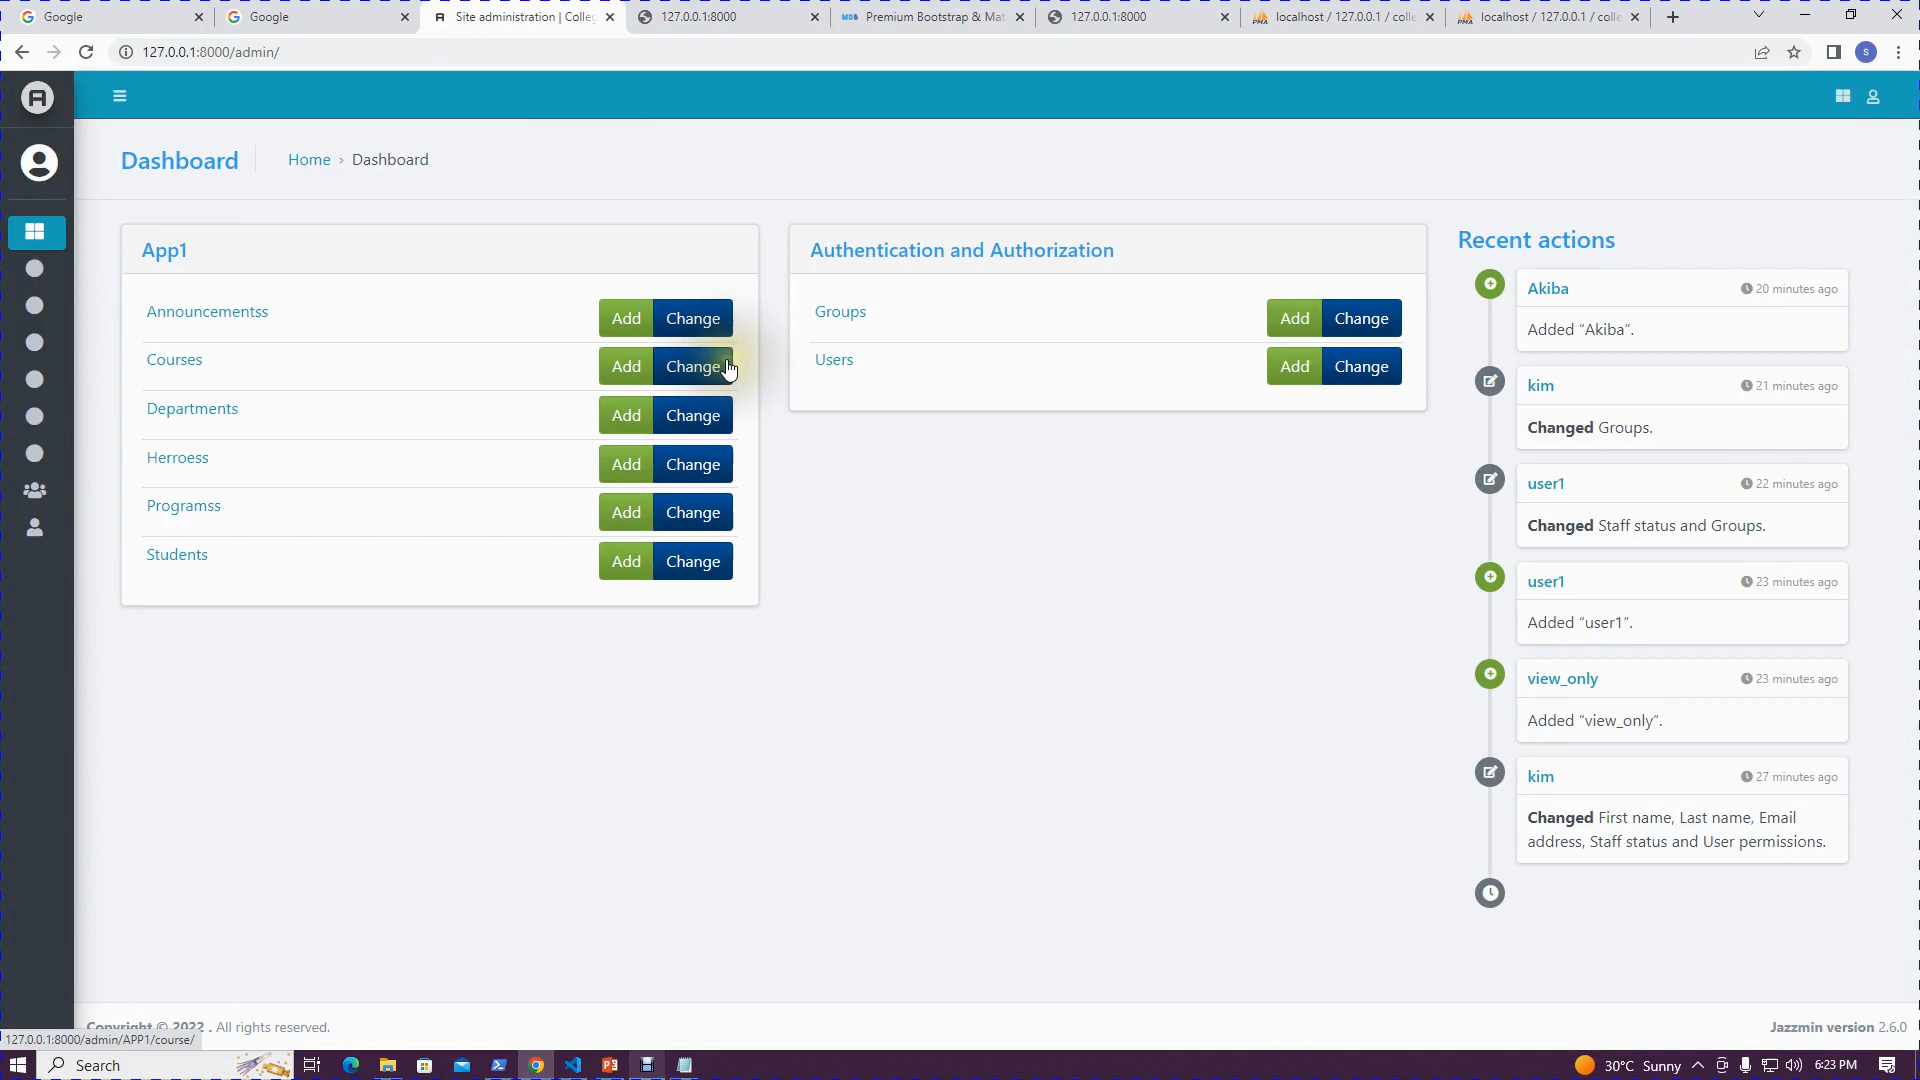 Google
Google
Site administration | Colleg
127.0.0.1:8000
Premium Bootstrap & Mat
127.0.0.1:8000
localhost / 127.0.0.1 / colle
localhost / 127.0.0.1 / colle
127.0.0.1:8000/admin/
S
Dashboard
Home › Dashboard
App1
Announcementss
Add
Change
Courses
Add
Change
Departments
Add
Change
Herroess
Add
Change
Programss
Add
Change
Students
Add
Change
Authentication and Authorization
Groups
Add
Change
Users
Add
Change
Recent actions
Akiba
20 minutes ago
Added “Akiba”.
kim
21 minutes ago
Changed Groups.
user1
22 minutes ago
Changed Staff status and Groups.
user1
23 minutes ago
Added “user1”.
view_only
23 minutes ago
Added “view_only”.
kim
27 minutes ago
Changed First name, Last name, Email
address, Staff status and User permissions.
Copyright © 2022 . All rights reserved.
Jazzmin version 2.6.0
127.0.0.1:8000/admin/APP1/course/
Search
30°C Sunny
6:23 PM